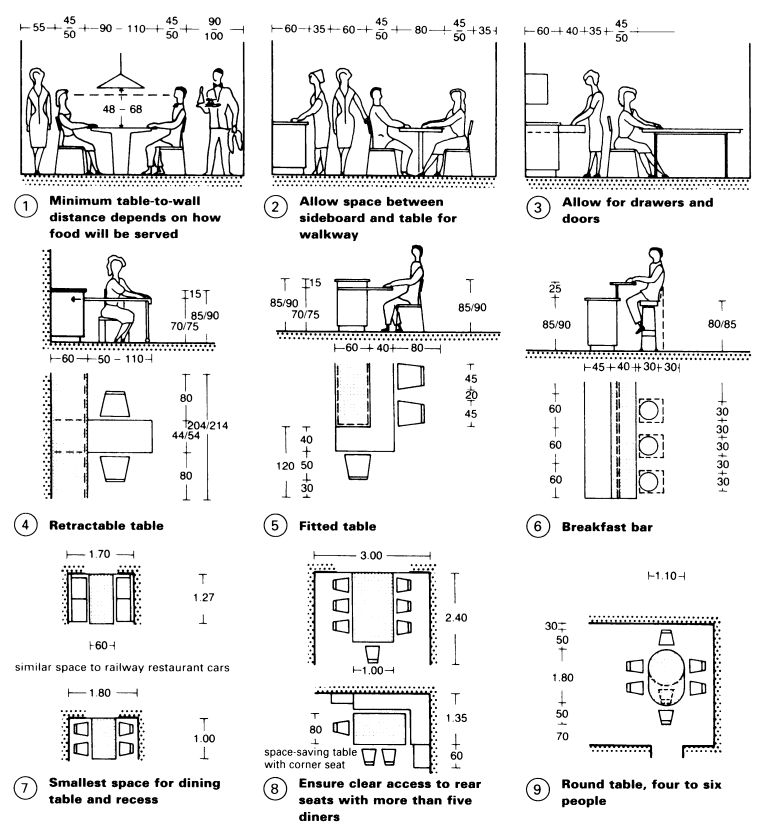 55 45/50 90 – 110 45/50 90/100
48 – 68
1 Minimum table-to-wall
distance depends on how
food will be served
60 35 60 45/50 80 45/50 35
2 Allow space between
sideboard and table for
walkway
60 40 35 45/50
3 Allow for drawers and
doors
15
85/90
70/75
60 50 – 110
80
204/214
44/54
80
4 Retractable table
15
85/90
70/75
85/90
60 40 80
45
20
45
40
120 50
30
5 Fitted table
25
85/90
80/85
45 40 30 30
60
60
60
30
30
30
30
30
6 Breakfast bar
1.70
1.27
60
similar space to railway restaurant cars
1.80
1.00
7 Smallest space for dining
table and recess
3.00
2.40
1.00
1.35
80
60
space-saving table
with corner seat
8 Ensure clear access to rear
seats with more than five
diners
1.10
30
50
1.80
50
70
9 Round table, four to six
people